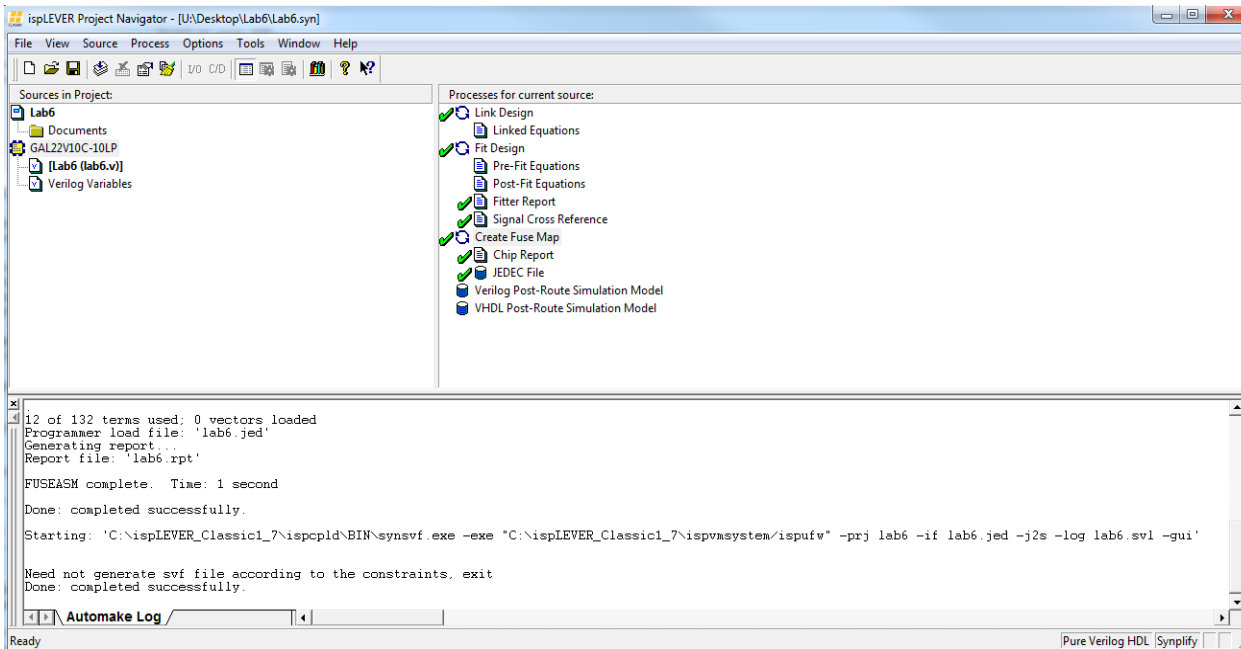 ispLEVER Project Navigator - [U:\Desktop\Lab6\Lab6.syn]
File View Source Process Options Tools Window Help
I/O C/D
Sources in Project:
Processes for current source:
Lab6
Documents
GAL22V10C-10LP
[Lab6 (lab6.v)]
Verilog Variables
Link Design
Linked Equations
Fit Design
Pre-Fit Equations
Post-Fit Equations
Fitter Report
Signal Cross Reference
Create Fuse Map
Chip Report
JEDEC File
Verilog Post-Route Simulation Model
VHDL Post-Route Simulation Model
12 of 132 terms used; 0 vectors loaded
Programmer load file: 'lab6.jed'
Generating report...
Report file: 'lab6.rpt'
FUSEASM complete. Time: 1 second
Done: completed successfully.
Starting: 'C:\ispLEVER_Classic1_7\ispcpld\BIN\synsvf.exe -exe "C:\ispLEVER_Classic1_7\ispvmsystem/ispufw" -prj lab6 -if lab6.jed -j2s -log lab6.svl -gui'
Need not generate svf file according to the constraints, exit
Done: completed successfully.
Automake Log
Ready
Pure Verilog HDL Synplify